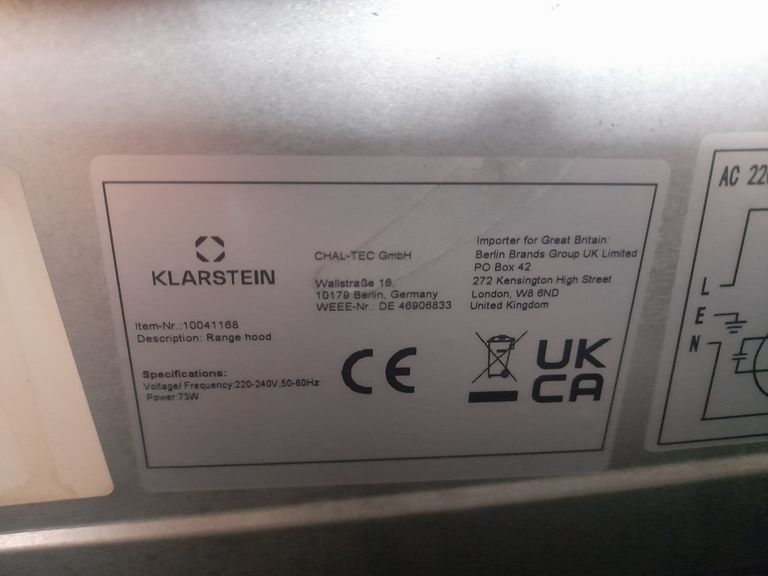 KLARSTEIN
Item-Nr.:10041168
Description: Range hood
Specifications:
Voltage/ Frequency:220-240V,50-60Hz
Power:73W
CHAL-TEC GmbH
Wallstraße 16,
10179 Berlin, Germany
WEEE-Nr.: DE 46906833
CE
Importer for Great Britain:
Berlin Brands Group UK Limited
PO Box 42
272 Kensington High Street
London, W8 6ND
United Kingdom
UK
CA
AC 220
L
E
N